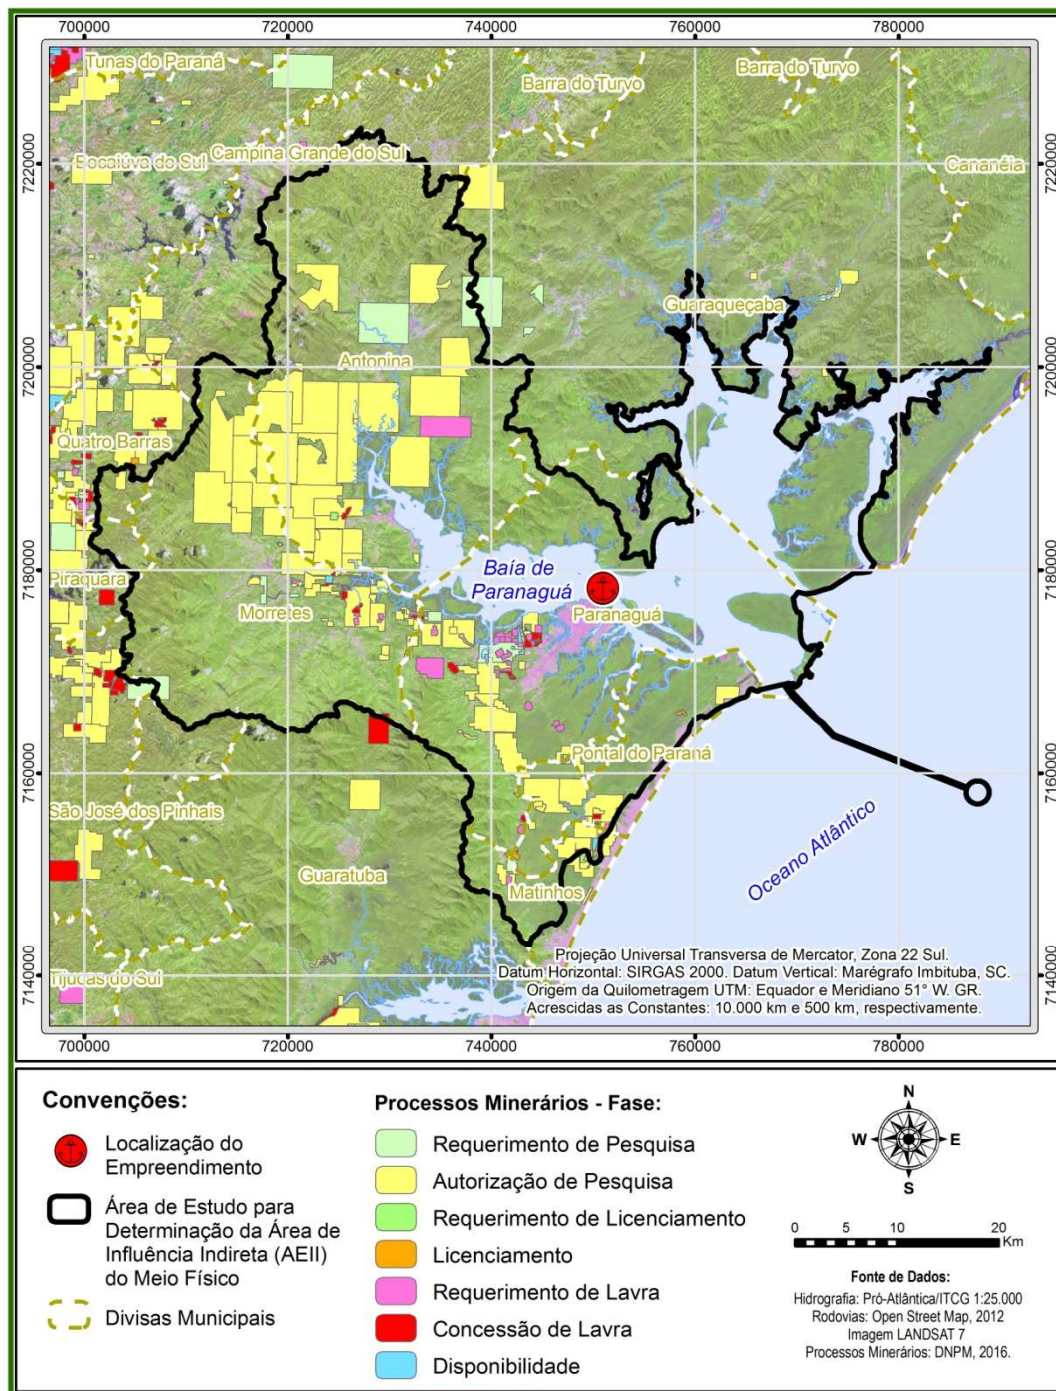 700000 720000 740000 760000 780000
Tunas do Paraná
Barra do Turvo
Barra do Turvo
Bocaiúva do Sul
Campina Grande do Sul
Cananéia
7220000
7220000
Guaraqueçaba
7200000
Antonina
7200000
Quatro Barras
Baía de
Paranaguá
7180000
7180000
Piraquara
Morretes
Paranaguá
Pontal do Paraná
7160000
7160000
São José dos Pinhais
Oceano Atlântico
Guaratuba
Matinhos
Tijucas do Sul
7140000
7140000
Projeção Universal Transversa de Mercator, Zona 22 Sul.
Datum Horizontal: SIRGAS 2000. Datum Vertical: Marégrafo Imbituba, SC.
Origem da Quilometragem UTM: Equador e Meridiano 51° W. GR.
Acrescidas as Constantes: 10.000 km e 500 km, respectivamente.
700000 720000 740000 760000 780000
Convenções:
Localização do
Empreendimento
Área de Estudo para
Determinação da Área de
Influência Indireta (AEII)
do Meio Físico
Divisas Municipais
Processos Minerários - Fase:
Requerimento de Pesquisa
Autorização de Pesquisa
Requerimento de Licenciamento
Licenciamento
Requerimento de Lavra
Concessão de Lavra
Disponibilidade
N
W E
S
0 5 10 20
Km
Fonte de Dados:
Hidrografia: Pró-Atlântica/ITCG 1:25.000
Rodovias: Open Street Map, 2012
Imagem LANDSAT 7
Processos Minerários: DNPM, 2016.